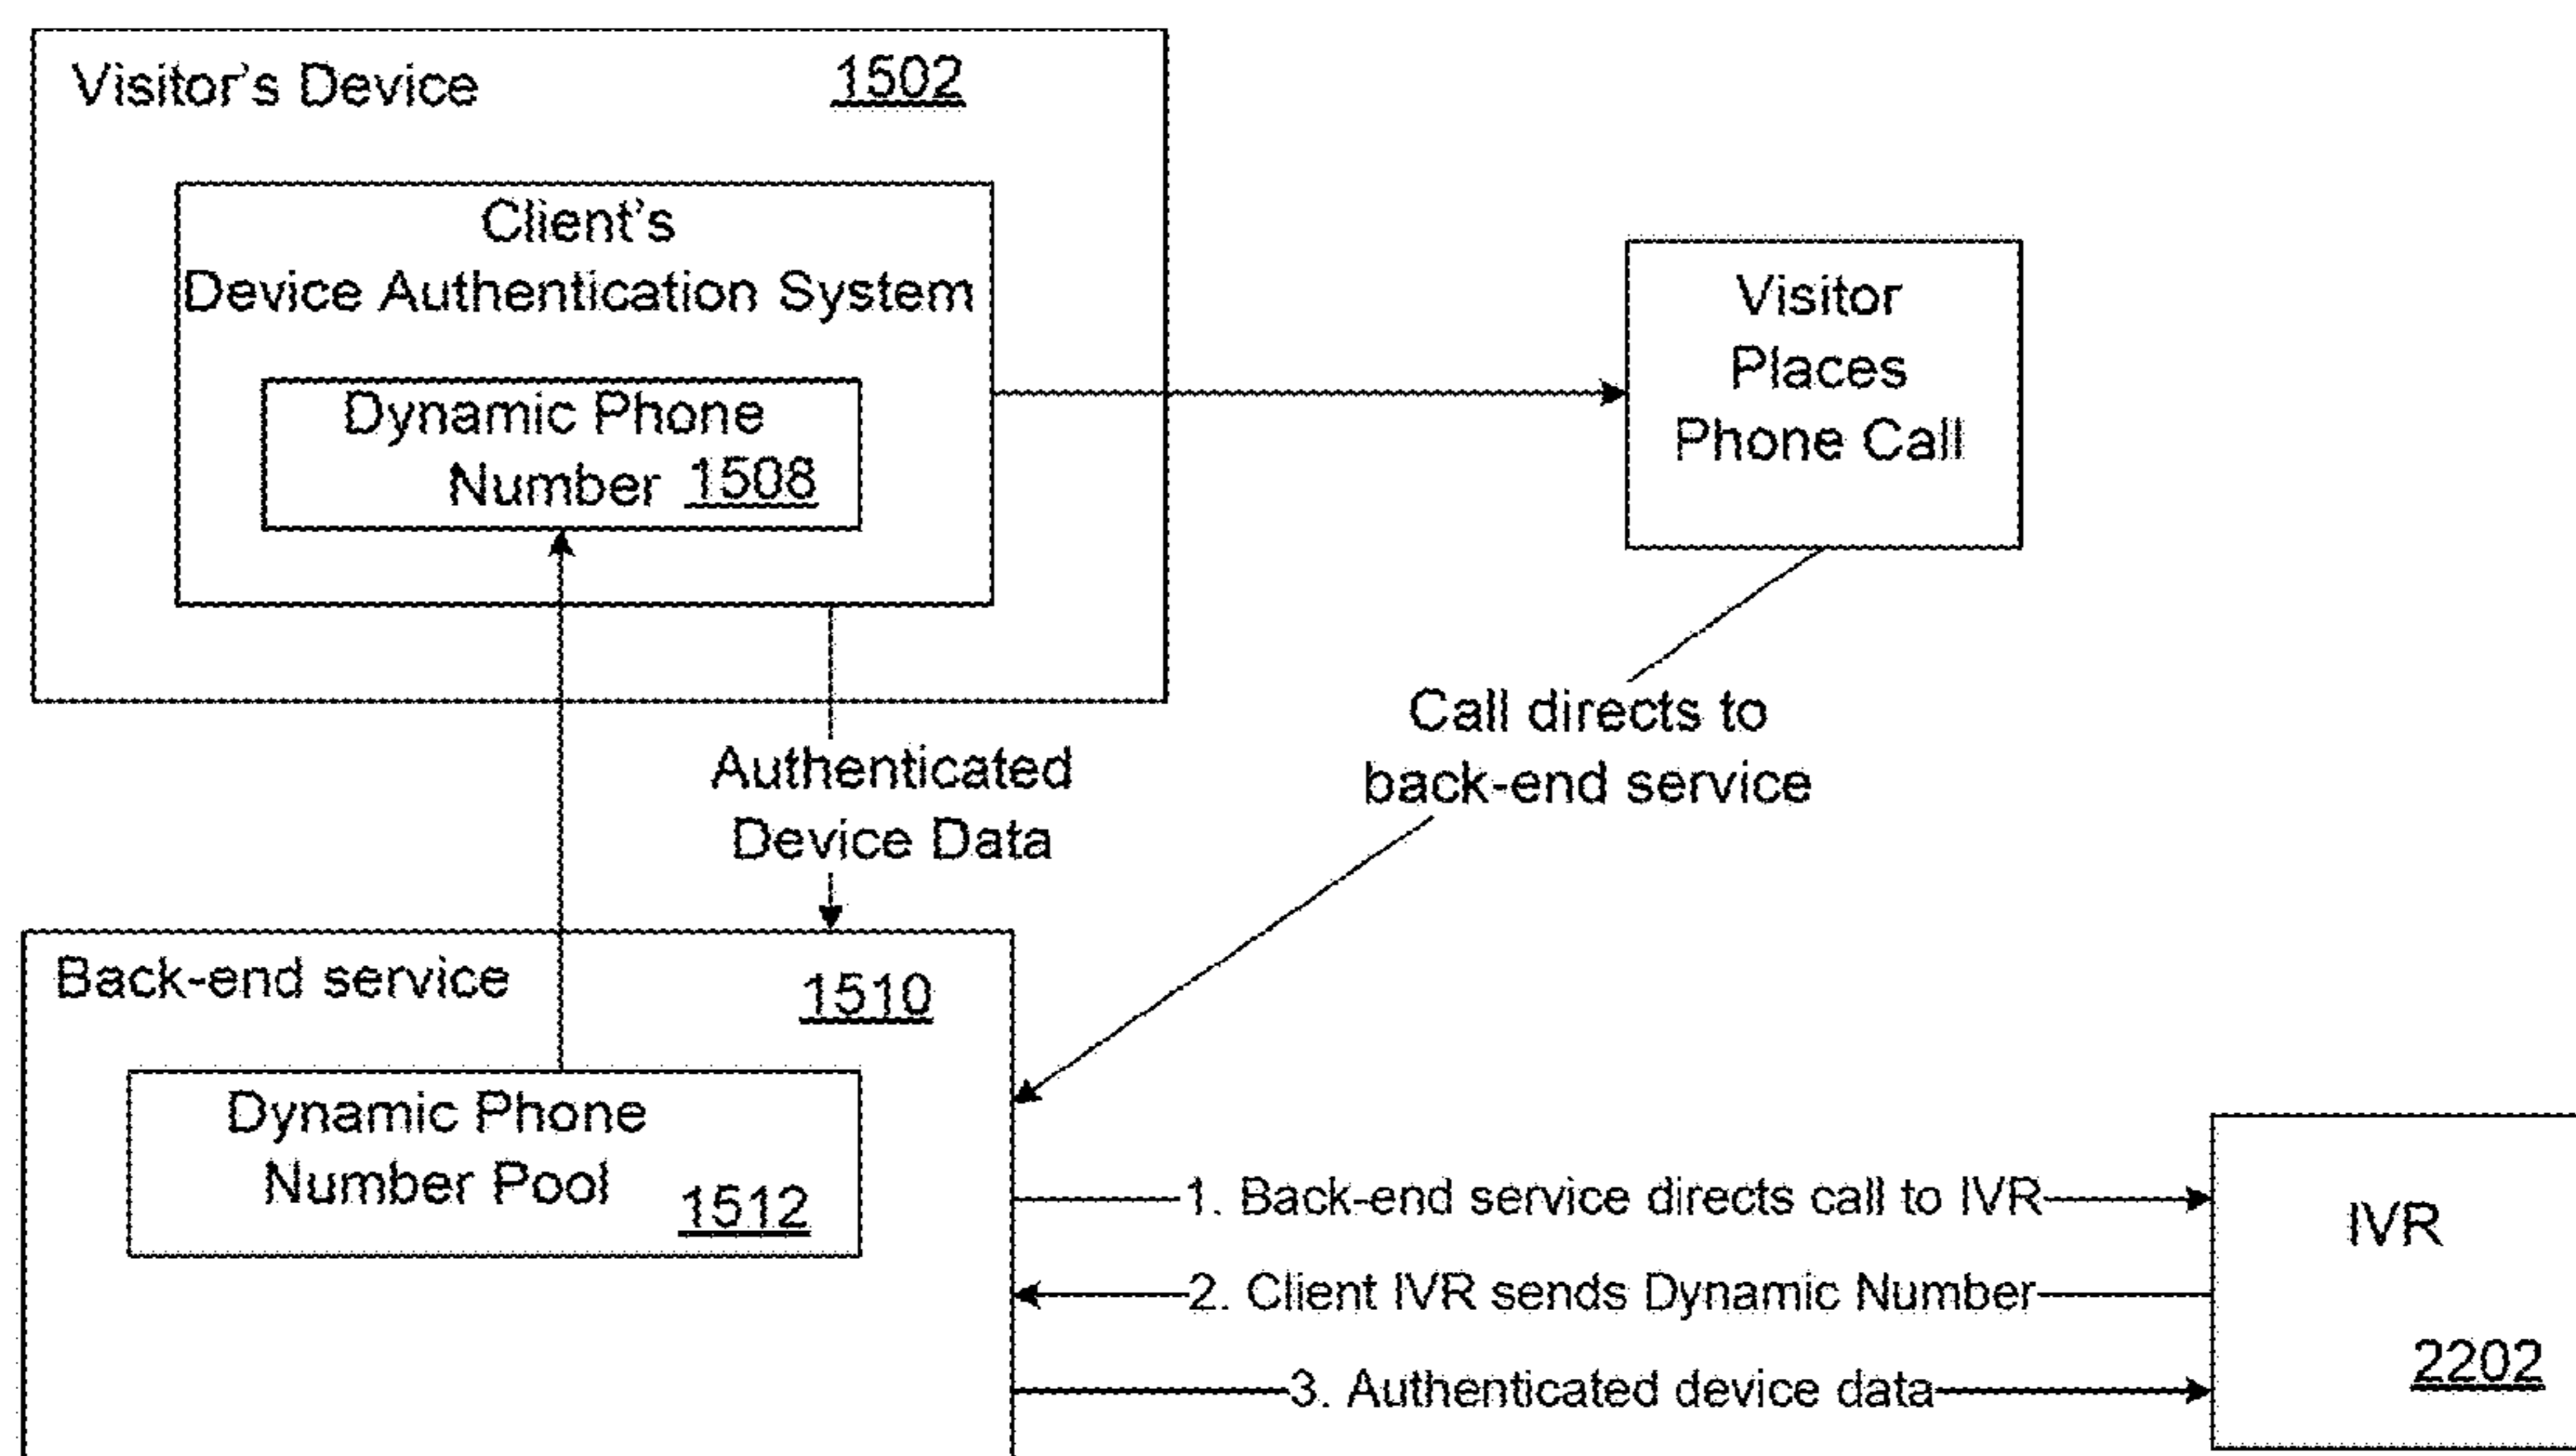 Visitor's Device 1502
Client's
Device Authentication System
Dynamic Phone
Number 1508
Visitor
Places
Phone Call
Call directs to
back-end service
Authenticated
Device Data
Back-end service 1510
Dynamic Phone
Number Pool 1512
1. Back-end service directs call to IVR
2. Client IVR sends Dynamic Number
3. Authenticated device data
IVR
2202